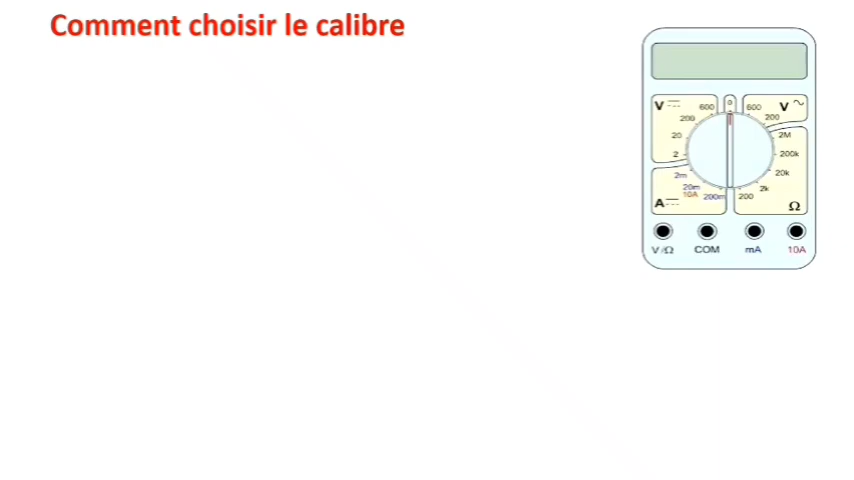 Comment choisir le calibre
V 600 0 600 V
200 200
20 2M
2 200k
2m 20k
20m 2k
10A 200m 200
A Ω
V/Ω COM mA 10A